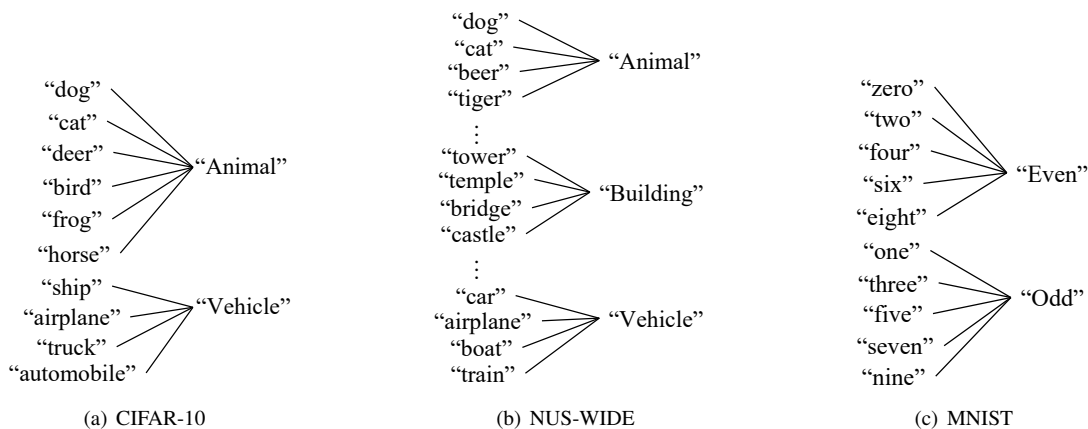 “dog”
“cat”
“deer”
“bird”
“frog”
“horse”
“Animal”
“ship”
“airplane”
“truck”
“automobile”
“Vehicle”
(a) CIFAR-10
“dog”
“cat”
“beer”
“tiger”
“Animal”
⋮
“tower”
“temple”
“bridge”
“castle”
“Building”
⋮
“car”
“airplane”
“boat”
“train”
“Vehicle”
(b) NUS-WIDE
“zero”
“two”
“four”
“six”
“eight”
“Even”
“one”
“three”
“five”
“seven”
“nine”
“Odd”
(c) MNIST